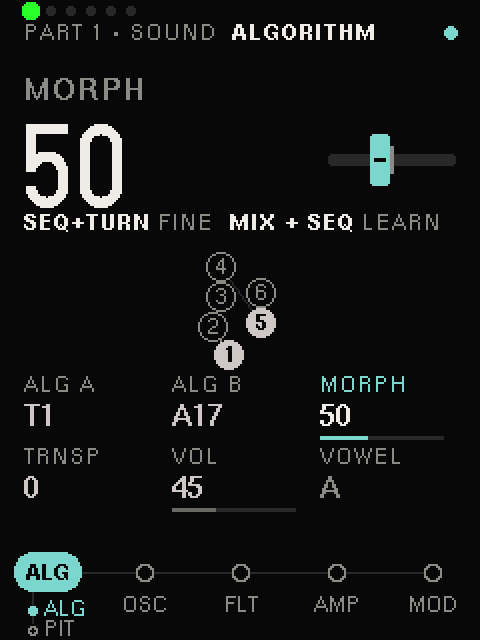 PART 1 · SOUND ALGORITHM
MORPH
50
SEQ+TURN FINE MIX + SEQ LEARN
4
3 6
2 5
1
ALG A ALG B MORPH
T1 A17 50
TRNSP VOL VOWEL
0 45 A
ALG OSC FLT AMP MOD
ALG
PIT